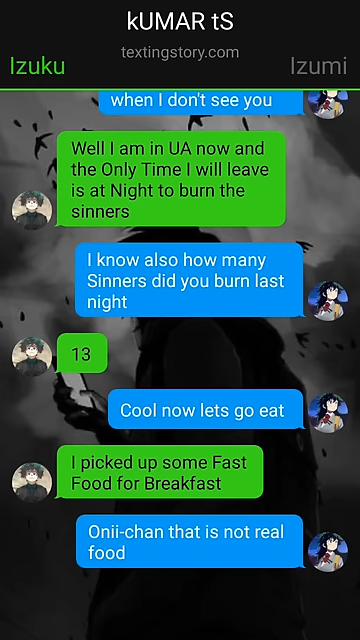 kUMAR tS
textingstory.com
Izuku
Izumi
when I don't see you
Well I am in UA now and
the Only Time I will leave
is at Night to burn the
sinners
I know also how many
Sinners did you burn last
night
13
Cool now lets go eat
I picked up some Fast
Food for Breakfast
Onii-chan that is not real
food